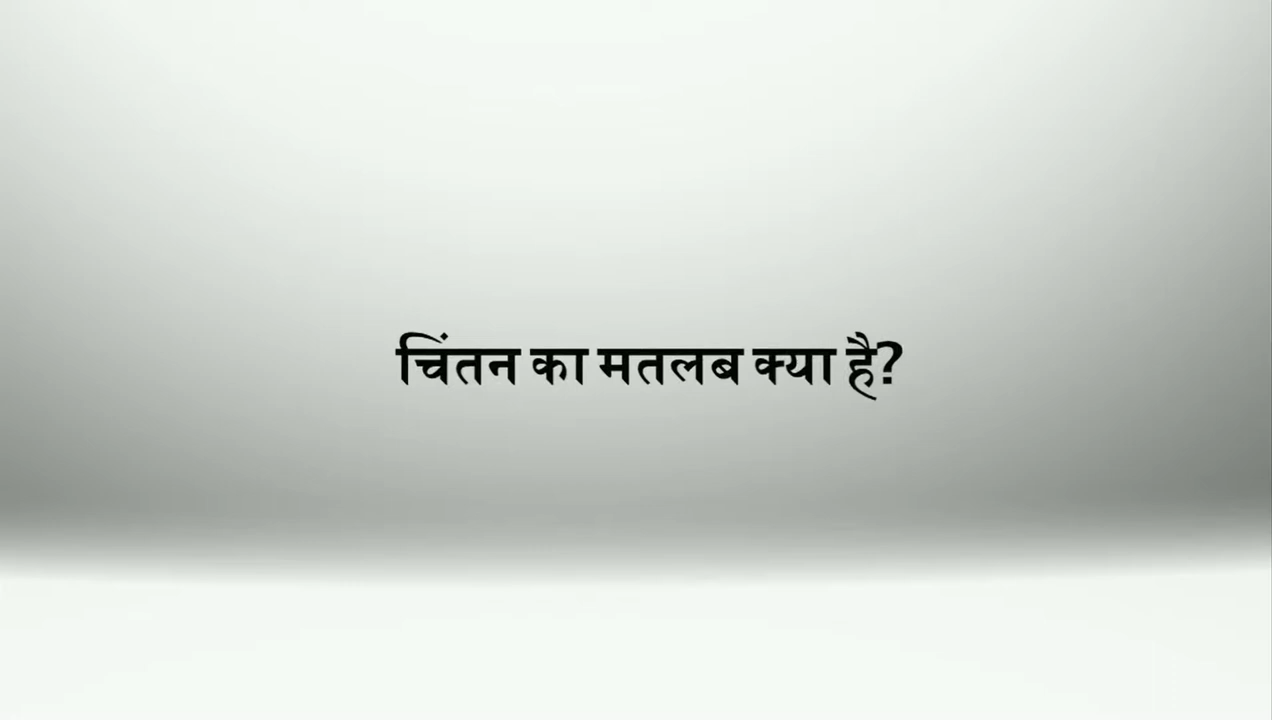 चिंतन का मतलब क्या है?